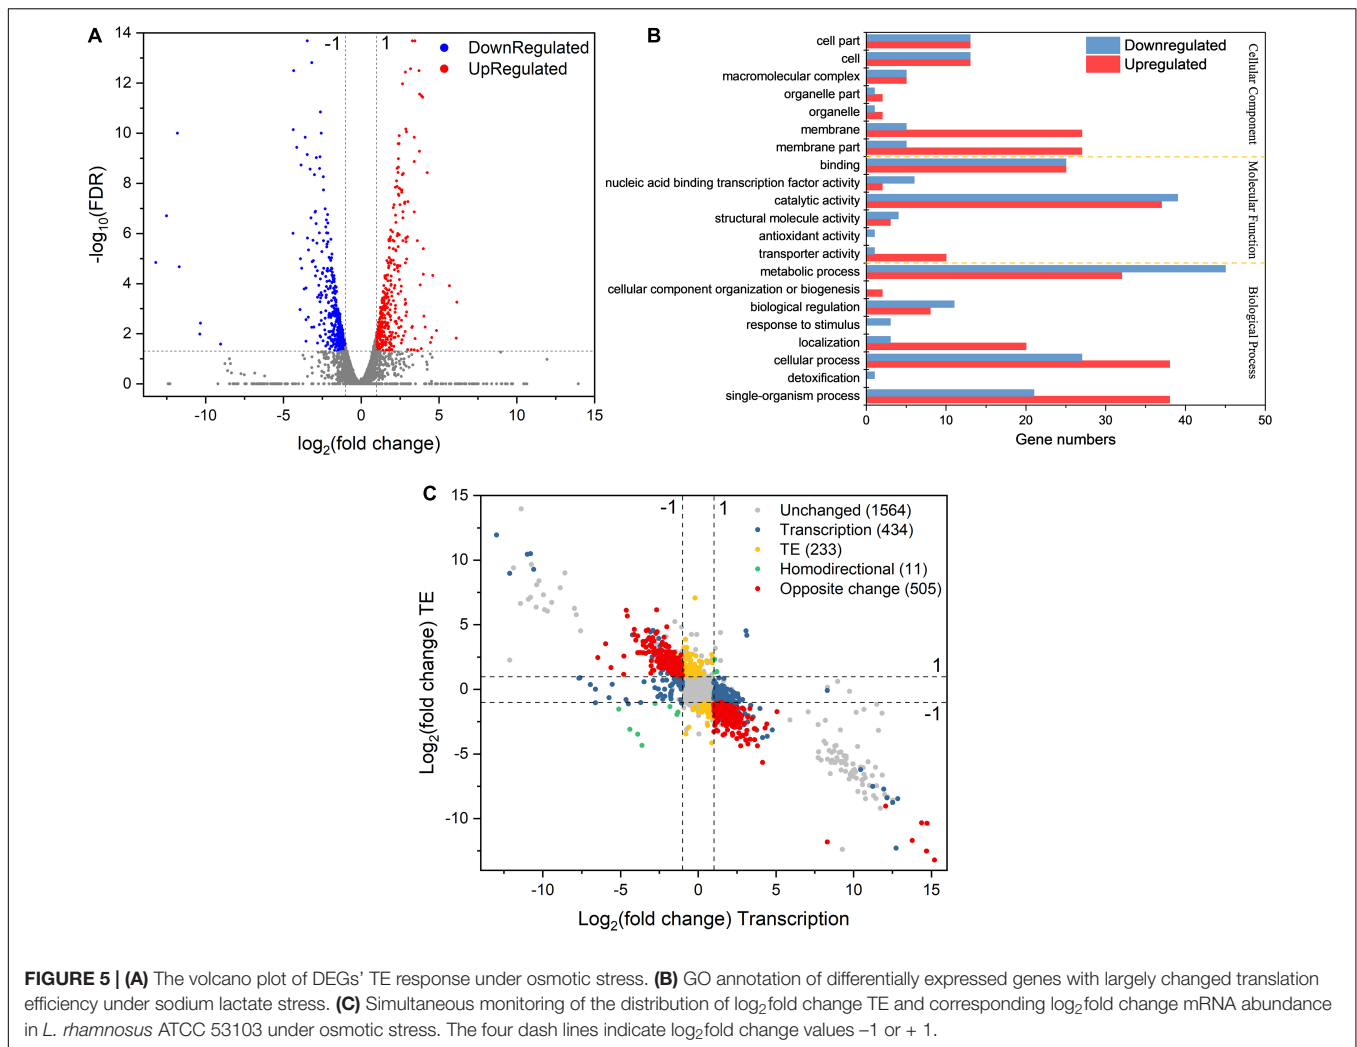 A
14
12
10
8
6
4
2
0
-log10(FDR)
-1
1
DownRegulated
UpRegulated
-10
-5
0
5
10
15
log2(fold change)
B
cell part
cell
macromolecular complex
organelle part
organelle
membrane
membrane part
binding
nucleic acid binding transcription factor activity
catalytic activity
structural molecule activity
antioxidant activity
transporter activity
metabolic process
cellular component organization or biogenesis
biological regulation
response to stimulus
localization
cellular process
detoxification
single-organism process
Downregulated
Upregulated
Cellular Component
Molecular Function
Biological Process
0
10
20
30
40
50
Gene numbers
C
15
10
5
0
-5
-10
Log2(fold change) TE
-1
1
Unchanged (1564)
Transcription (434)
TE (233)
Homodirectional (11)
Opposite change (505)
1
-1
-10
-5
0
5
10
15
Log2(fold change) Transcription
FIGURE 5 | (A) The volcano plot of DEGs’ TE response under osmotic stress. (B) GO annotation of differentially expressed genes with largely changed translation
efficiency under sodium lactate stress. (C) Simultaneous monitoring of the distribution of log2fold change TE and corresponding log2fold change mRNA abundance
in L. rhamnosus ATCC 53103 under osmotic stress. The four dash lines indicate log2fold change values –1 or + 1.